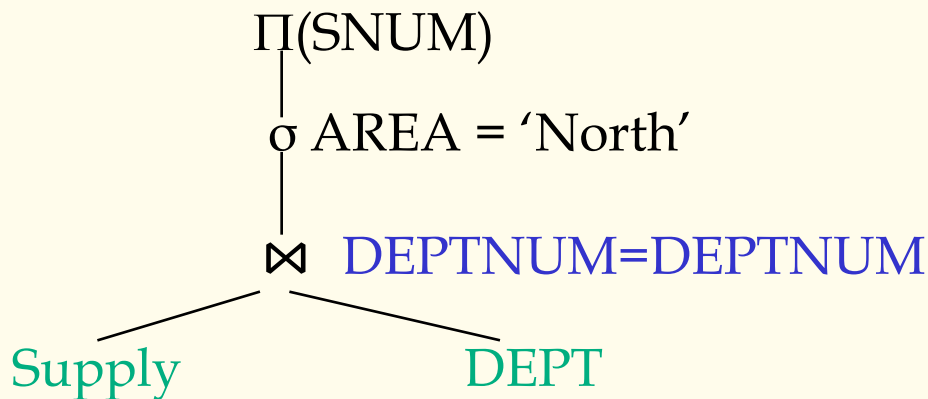 Π(SNUM)
σ AREA = ‘North’
⋈ DEPTNUM=DEPTNUM
Supply DEPT